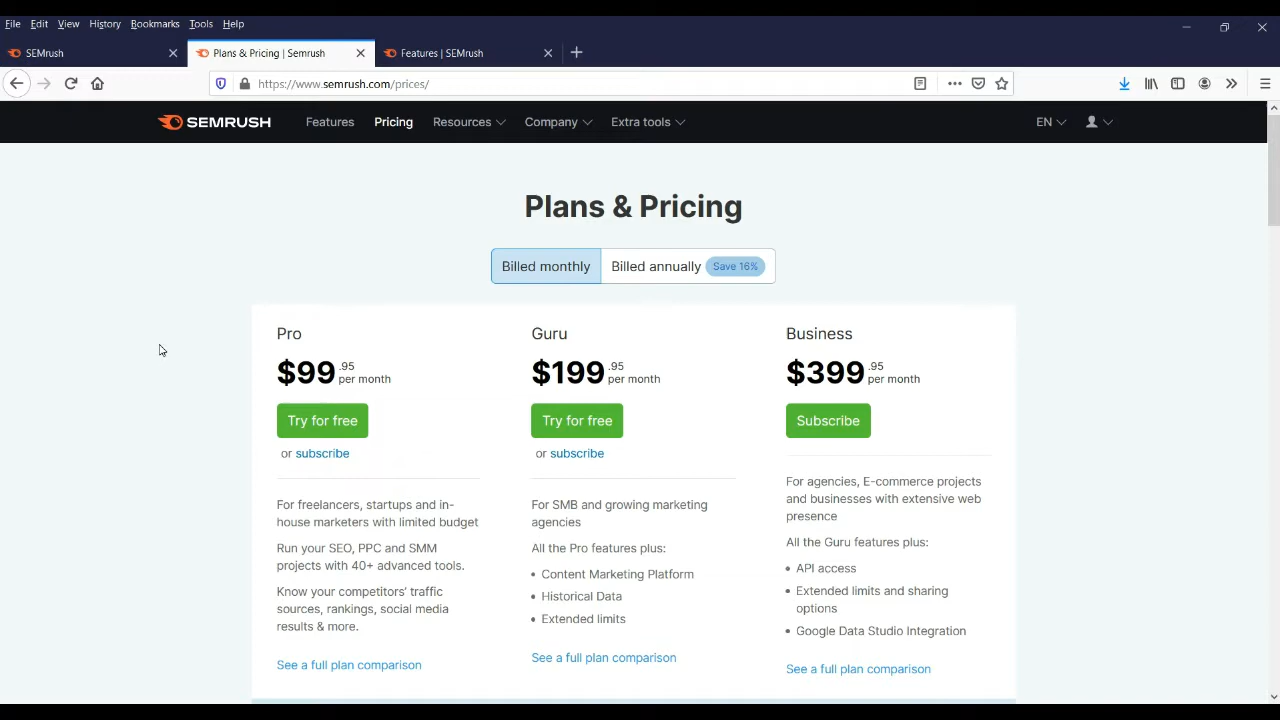 File Edit View History Bookmarks Tools Help
SEMrush
Plans & Pricing | Semrush
Features | SEMrush
https://www.semrush.com/prices/
SEMRUSH Features Pricing Resources Company Extra tools EN
Plans & Pricing
Billed monthly Billed annually Save 16%
Pro
$99 .95 per month
Try for free
or subscribe
For freelancers, startups and in-
house marketers with limited budget
Run your SEO, PPC and SMM
projects with 40+ advanced tools.
Know your competitors' traffic
sources, rankings, social media
results & more.
See a full plan comparison
Guru
$199 .95 per month
Try for free
or subscribe
For SMB and growing marketing
agencies
All the Pro features plus:
• Content Marketing Platform
• Historical Data
• Extended limits
See a full plan comparison
Business
$399 .95 per month
Subscribe
For agencies, E-commerce projects
and businesses with extensive web
presence
All the Guru features plus:
• API access
• Extended limits and sharing
options
• Google Data Studio Integration
See a full plan comparison